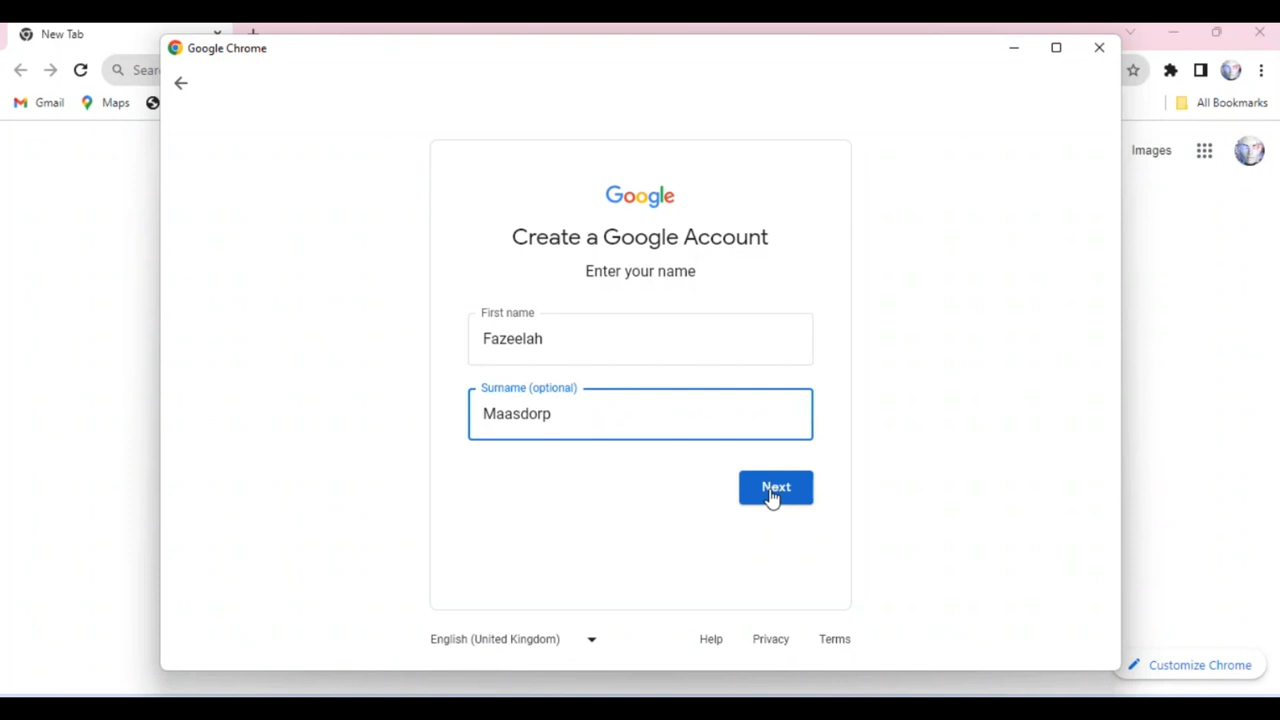 New Tab
Google Chrome
Sear
Gmail
Maps
All Bookmarks
Images
Google
Create a Google Account
Enter your name
First name
Fazeelah
Surname (optional)
Maasdorp
Next
English (United Kingdom)
Help
Privacy
Terms
Customize Chrome